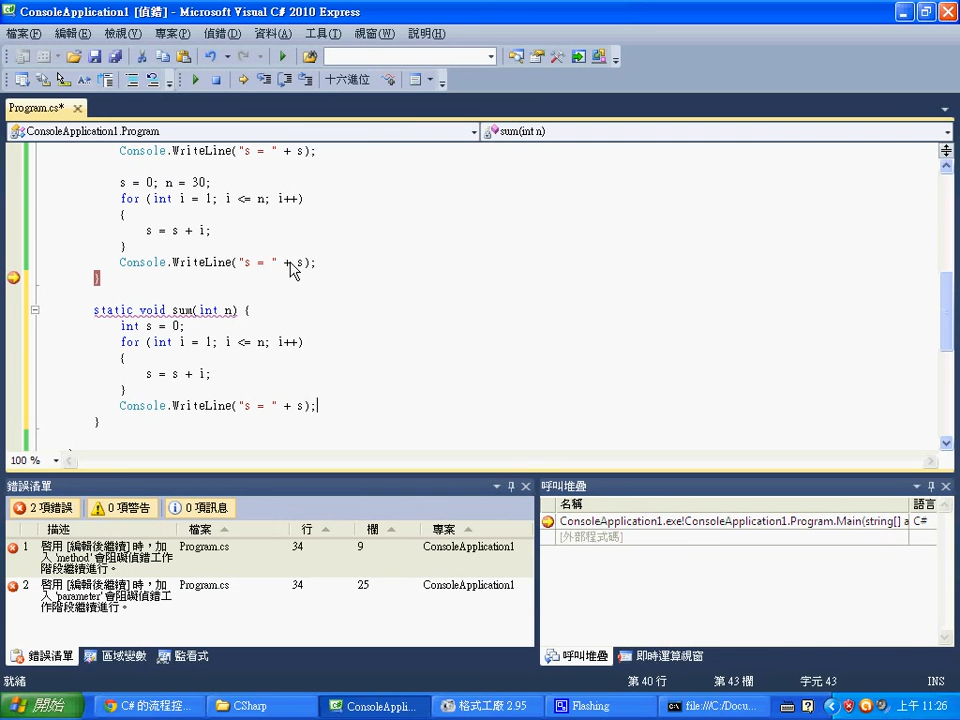 ConsoleApplication1 [偵錯] - Microsoft Visual C# 2010 Express
檔案(F) 編輯(E) 檢視(V) 專案(P) 偵錯(D) 資料(A) 工具(T) 視窗(W) 說明(H)
十六進位
Program.cs*
ConsoleApplication1.Program
sum(int n)
Console.WriteLine("s = " + s);
s = 0; n = 30;
for (int i = 1; i <= n; i++)
{
s = s + i;
}
Console.WriteLine("s = " + s);
}
static void sum(int n) {
int s = 0;
for (int i = 1; i <= n; i++)
{
s = s + i;
}
Console.WriteLine("s = " + s);
}
100 %
錯誤清單
2 項錯誤 0 項警告 0 項訊息
描述 檔案 行 欄 專案
1 啟用 [編輯後繼續] 時，加入 'method' 會阻礙偵錯工作階段繼續進行。 Program.cs 34 9 ConsoleApplication1
2 啟用 [編輯後繼續] 時，加入 'parameter' 會阻礙偵錯工作階段繼續進行。 Program.cs 34 25 ConsoleApplication1
錯誤清單 區域變數 監看式
呼叫堆疊
名稱 語言
ConsoleApplication1.exe!ConsoleApplication1.Program.Main(string[] a C#
[外部程式碼]
呼叫堆疊 即時運算視窗
就緒 第 40 行 第 43 欄 字元 43 INS
開始 C# 的流程控... CSharp ConsoleAppli... 格式工廠 2.95 Flashing file:///C:/Docu... 上午 11:26